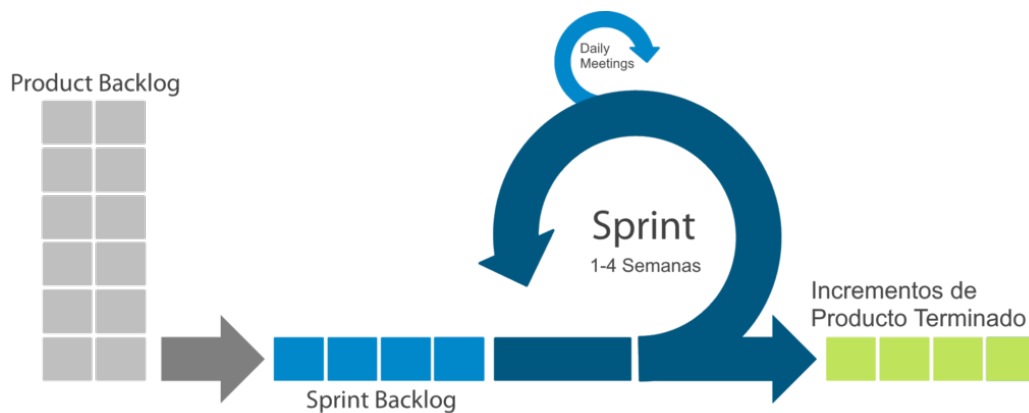 Daily
Meetings
Product Backlog
Sprint
1-4 Semanas
Incrementos de
Producto Terminado
Sprint Backlog